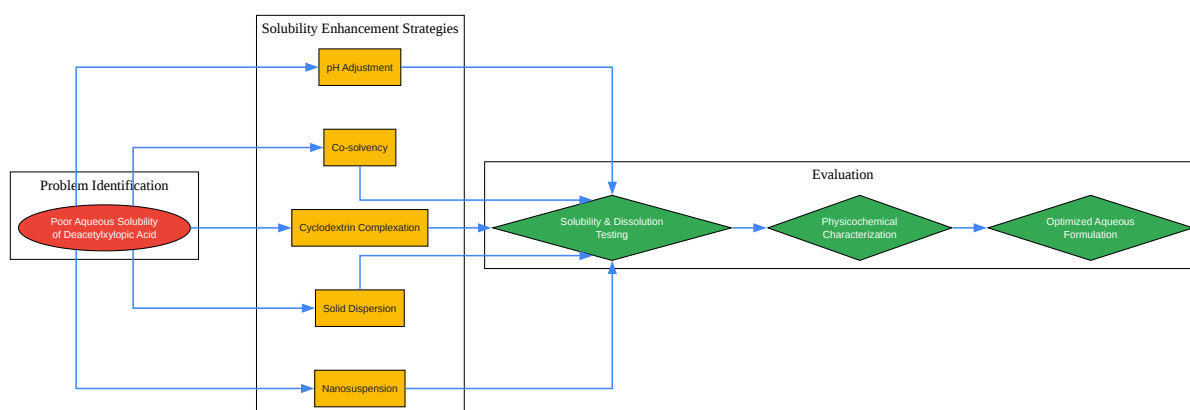 Solubility Enhancement Strategies
pH Adjustment
Co-solvency
Problem Identification
Poor Aqueous Solubility
of Deacetylxylopic Acid
Cyclodextrin Complexation
Solid Dispersion
Nanosuspension
Evaluation
Solubility & Dissolution
Testing
Physicochemical
Characterization
Optimized Aqueous
Formulation